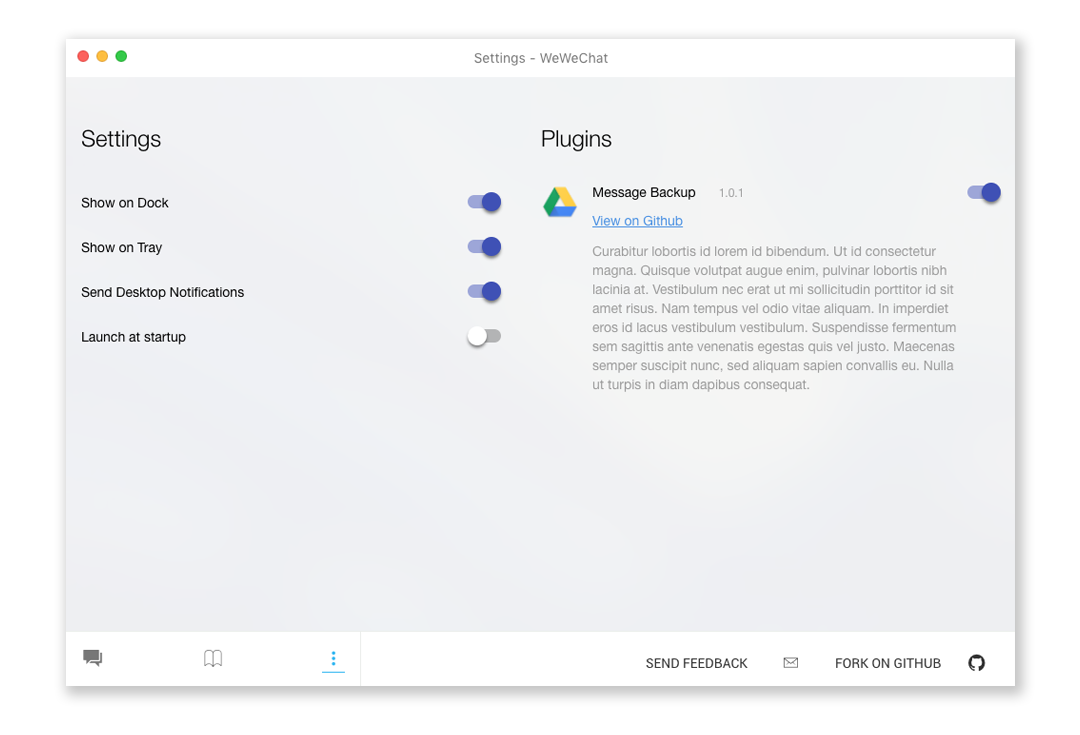 Settings - WeWeChat
Settings
Show on Dock
Show on Tray
Send Desktop Notifications
Launch at startup
Plugins
Message Backup 1.0.1
View on Github
Curabitur lobortis id lorem id bibendum. Ut id consectetur
magna. Quisque volutpat augue enim, pulvinar lobortis nibh
lacinia at. Vestibulum nec erat ut mi sollicitudin porttitor id sit
amet risus. Nam tempus vel odio vitae aliquam. In imperdiet
eros id lacus vestibulum vestibulum. Suspendisse fermentum
sem sagittis ante venenatis egestas quis vel justo. Maecenas
semper suscipit nunc, sed aliquam sapien convallis eu. Nulla
ut turpis in diam dapibus consequat.
SEND FEEDBACK
FORK ON GITHUB